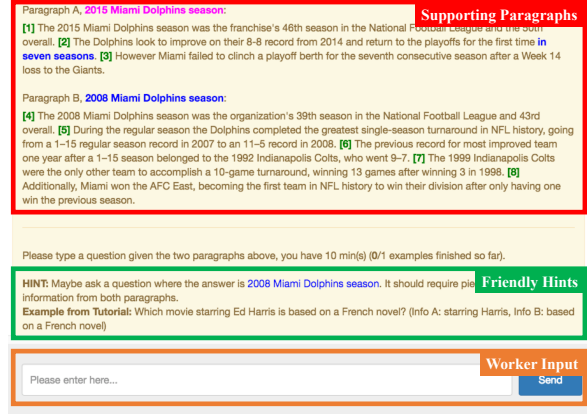 Paragraph A, 2015 Miami Dolphins season:
Supporting Paragraphs
[1] The 2015 Miami Dolphins season was the franchise's 46th season in the National Football League and the 50th
overall. [2] The Dolphins look to improve on their 8-8 record from 2014 and return to the playoffs for the first time in
seven seasons. [3] However Miami failed to clinch a playoff berth for the seventh consecutive season after a Week 14
loss to the Giants.
Paragraph B, 2008 Miami Dolphins season:
[4] The 2008 Miami Dolphins season was the organization's 39th season in the National Football League and 43rd
overall. [5] During the regular season the Dolphins completed the greatest single-season turnaround in NFL history, going
from a 1–15 regular season record in 2007 to an 11–5 record in 2008. [6] The previous record for most improved team
one year after a 1–15 season belonged to the 1992 Indianapolis Colts, who went 9–7. [7] The 1999 Indianapolis Colts
were the only other team to accomplish a 10-game turnaround, winning 13 games after winning 3 in 1998. [8]
Additionally, Miami won the AFC East, becoming the first team in NFL history to win their division after only having one
win the previous season.
Please type a question given the two paragraphs above, you have 10 min(s) (0/1 examples finished so far).
HINT: Maybe ask a question where the answer is 2008 Miami Dolphins season. It should require
Friendly Hints
information from both paragraphs.
Example from Tutorial: Which movie starring Ed Harris is based on a French novel? (Info A: starring Harris, Info B: based
on a French novel)
Worker Input
Please enter here...
Send